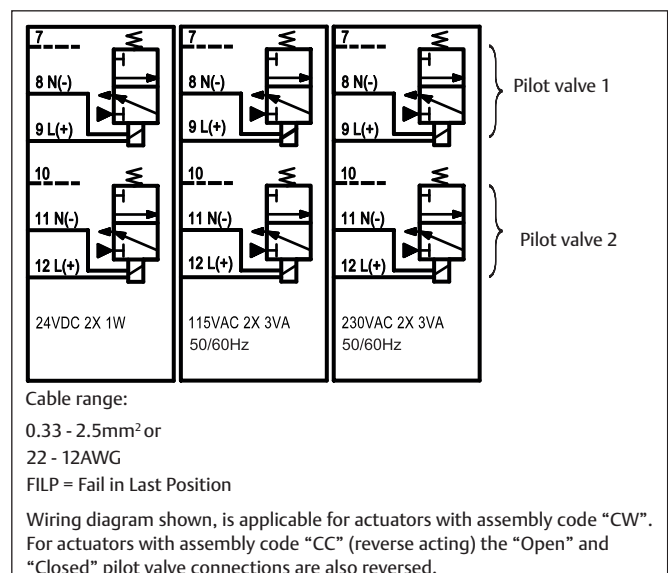 7
8 N(-)
9 L(+)
10
11 N(-)
12 L(+)
24VDC 2X 1W
7
8 N(-)
9 L(+)
10
11 N(-)
12 L(+)
115VAC 2X 3VA
50/60Hz
7
8 N(-)
9 L(+)
10
11 N(-)
12 L(+)
230VAC 2X 3VA
50/60Hz
Pilot valve 1
Pilot valve 2
Cable range:
0.33 - 2.5mm² or
22 - 12AWG
FILP = Fail in Last Position
Wiring diagram shown, is applicable for actuators with assembly code “CW”.
For actuators with assembly code “CC” (reverse acting) the “Open” and
“Closed” pilot valve connections are also reversed.